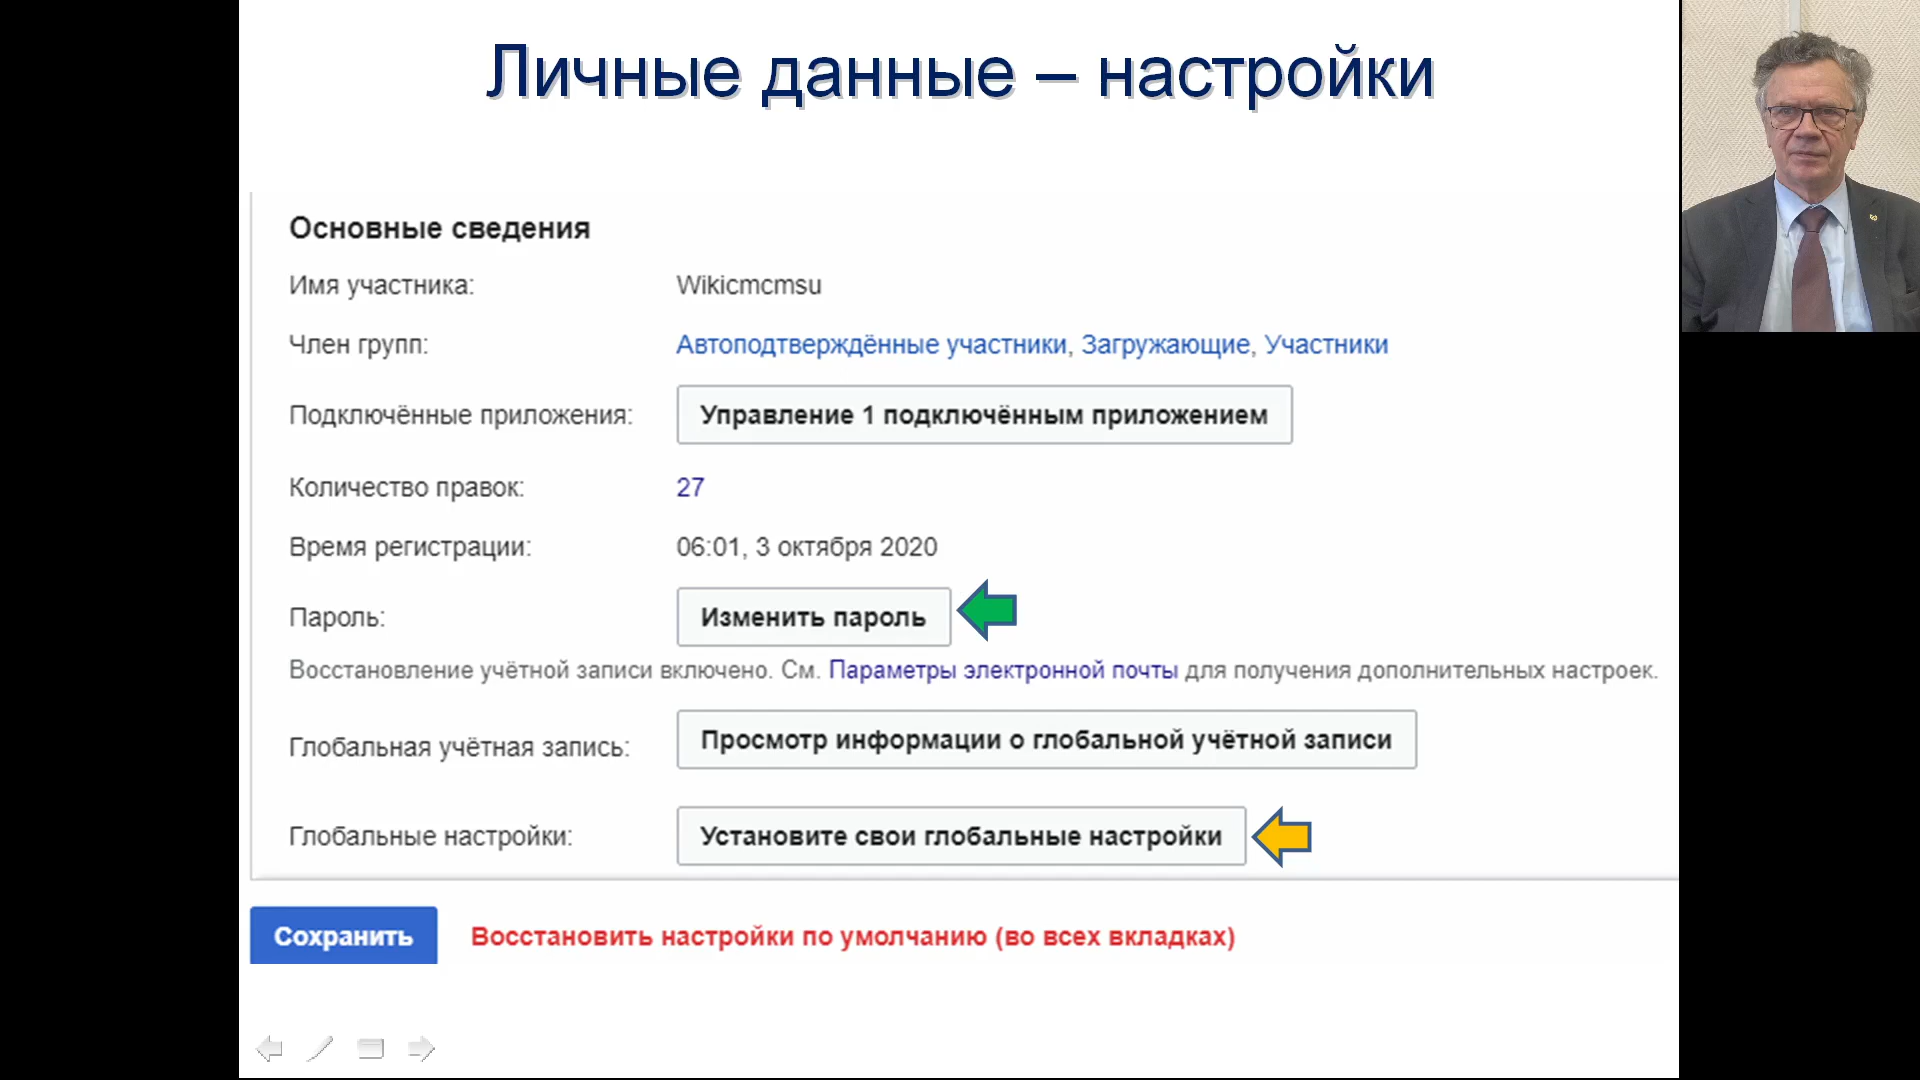 Личные данные – настройки
Основные сведения
Имя участника: Wikicmcmsu
Член групп: Автоподтверждённые участники, Загружающие, Участники
Подключённые приложения: Управление 1 подключённым приложением
Количество правок: 27
Время регистрации: 06:01, 3 октября 2020
Пароль: Изменить пароль
Восстановление учётной записи включено. См. Параметры электронной почты для получения дополнительных настроек.
Глобальная учётная запись: Просмотр информации о глобальной учётной записи
Глобальные настройки: Установите свои глобальные настройки
Сохранить Восстановить настройки по умолчанию (во всех вкладках)